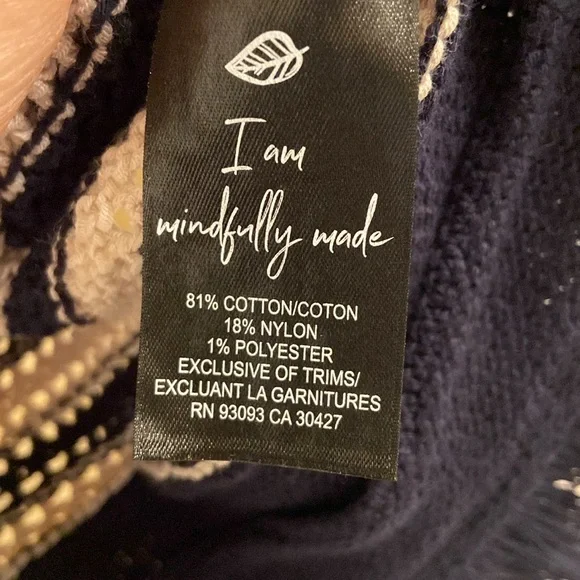 I am
mindfully made
81% COTTON/COTON
18% NYLON
1% POLYESTER
EXCLUSIVE OF TRIMS/
EXCLUANT LA GARNITURES
RN 93093 CA 30427